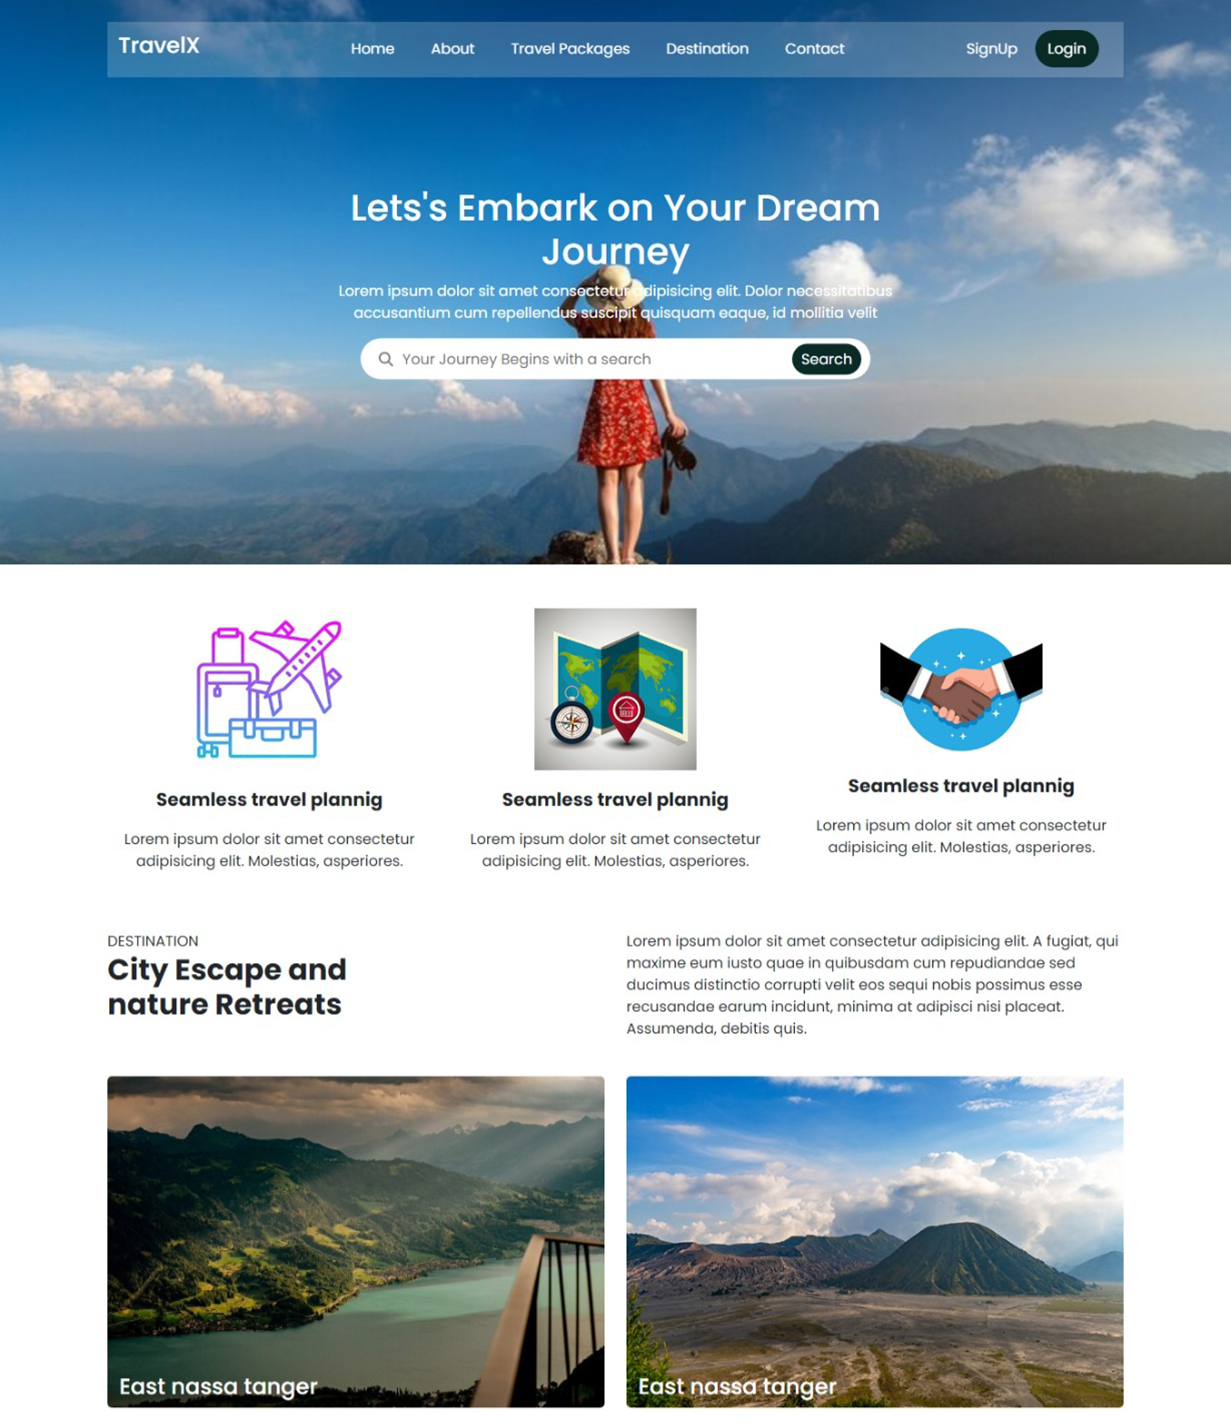 TravelX
Home About Travel Packages Destination Contact
SignUp Login
Lets's Embark on Your Dream
Journey
Lorem ipsum dolor sit amet consectetur adipisicing elit. Dolor necessitatibus
accusantium cum repellendus suscipit quisquam eaque, id mollitia velit
Your Journey Begins with a search
Search
Seamless travel plannig
Lorem ipsum dolor sit amet consectetur
adipisicing elit. Molestias, asperiores.
Seamless travel plannig
Lorem ipsum dolor sit amet consectetur
adipisicing elit. Molestias, asperiores.
Seamless travel plannig
Lorem ipsum dolor sit amet consectetur
adipisicing elit. Molestias, asperiores.
DESTINATION
City Escape and
nature Retreats
Lorem ipsum dolor sit amet consectetur adipisicing elit. A fugiat, qui
maxime eum iusto quae in quibusdam cum repudiandae sed
ducimus distinctio corrupti velit eos sequi nobis possimus esse
recusandae earum incidunt, minima at adipisci nisi placeat.
Assumenda, debitis quis.
East nassa tanger
East nassa tanger